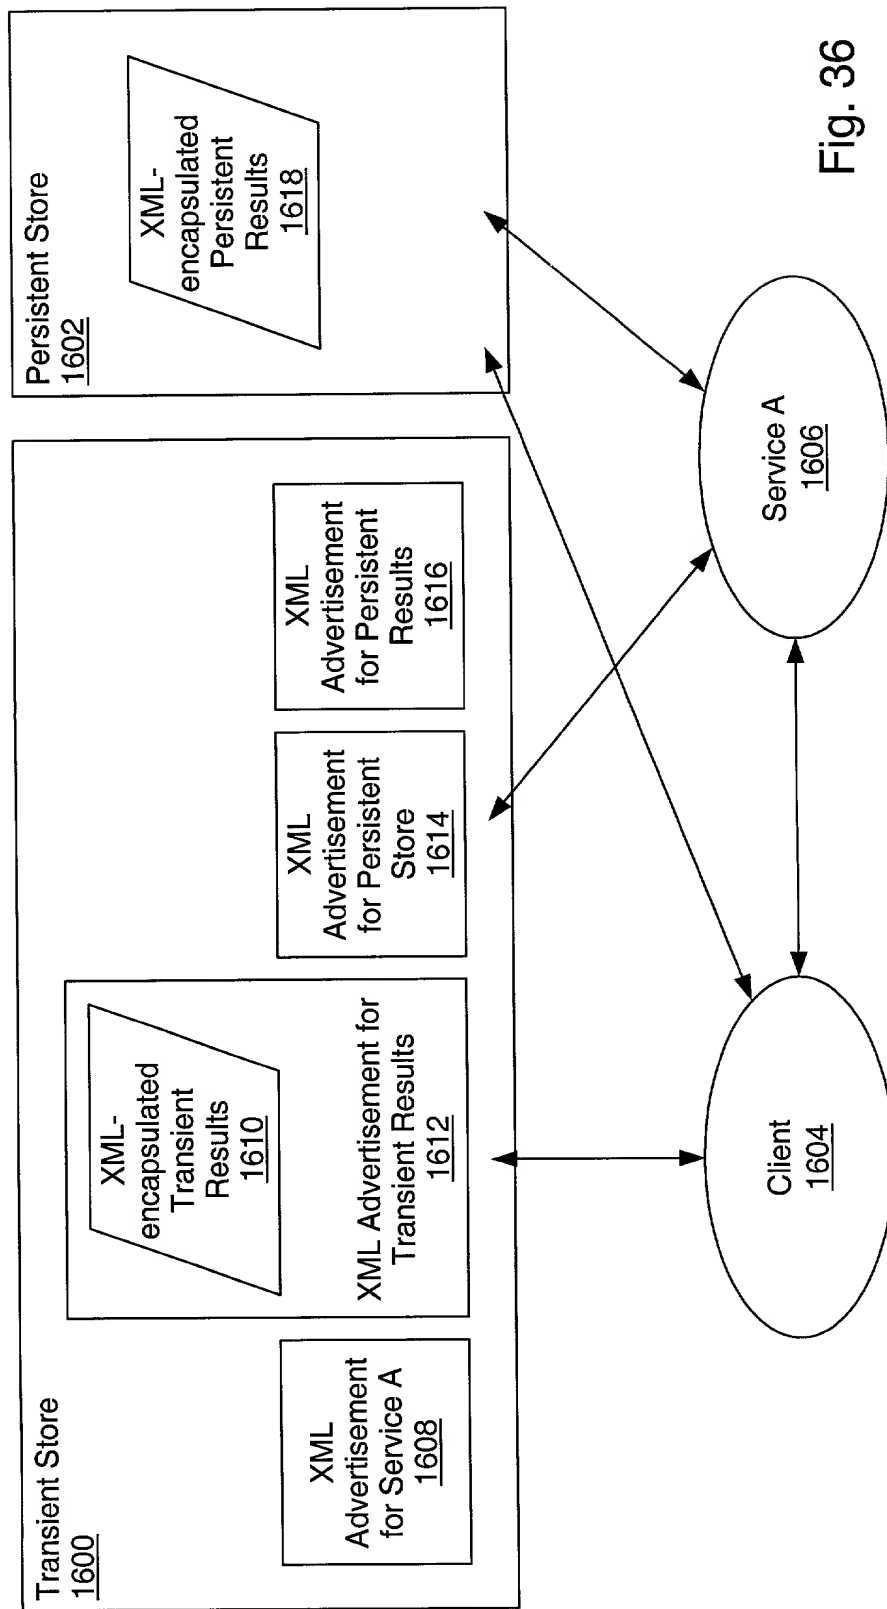 Transient Store
1600
XML
Advertisement
for Service A
1608
XML-
encapsulated
Transient
Results
1610
XML Advertisement for
Transient Results
1612
XML
Advertisement
for Persistent
Store
1614
XML
Advertisement
for Persistent
Results
1616
Persistent Store
1602
XML-
encapsulated
Persistent
Results
1618
Client
1604
Service A
1606
Fig. 36